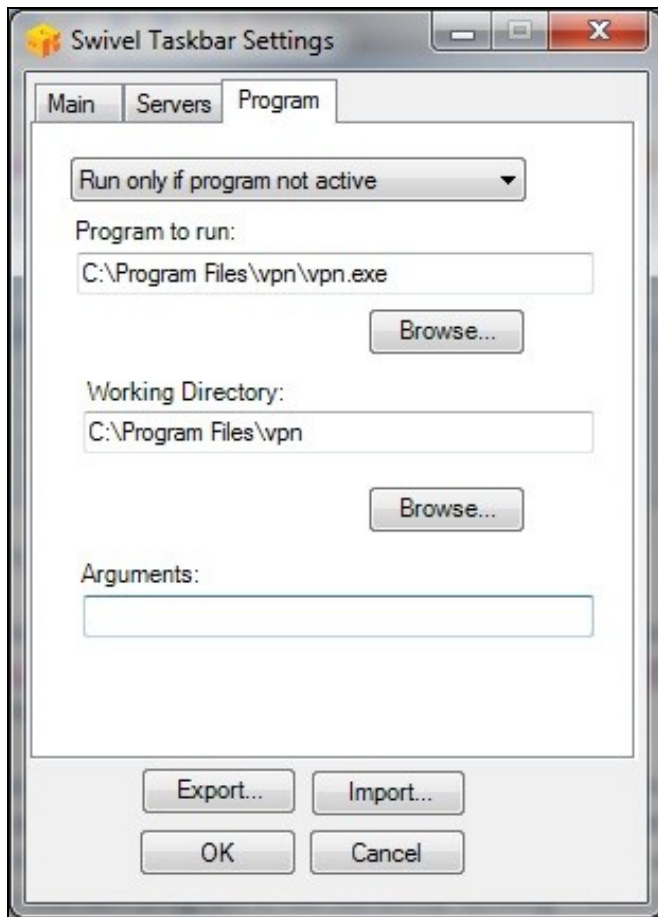 Swivel Taskbar Settings
Main Servers Program
Run only if program not active
Program to run:
C:\Program Files\vpn\vpn.exe
Browse...
Working Directory:
C:\Program Files\vpn
Browse...
Arguments:
Export... Import...
OK Cancel